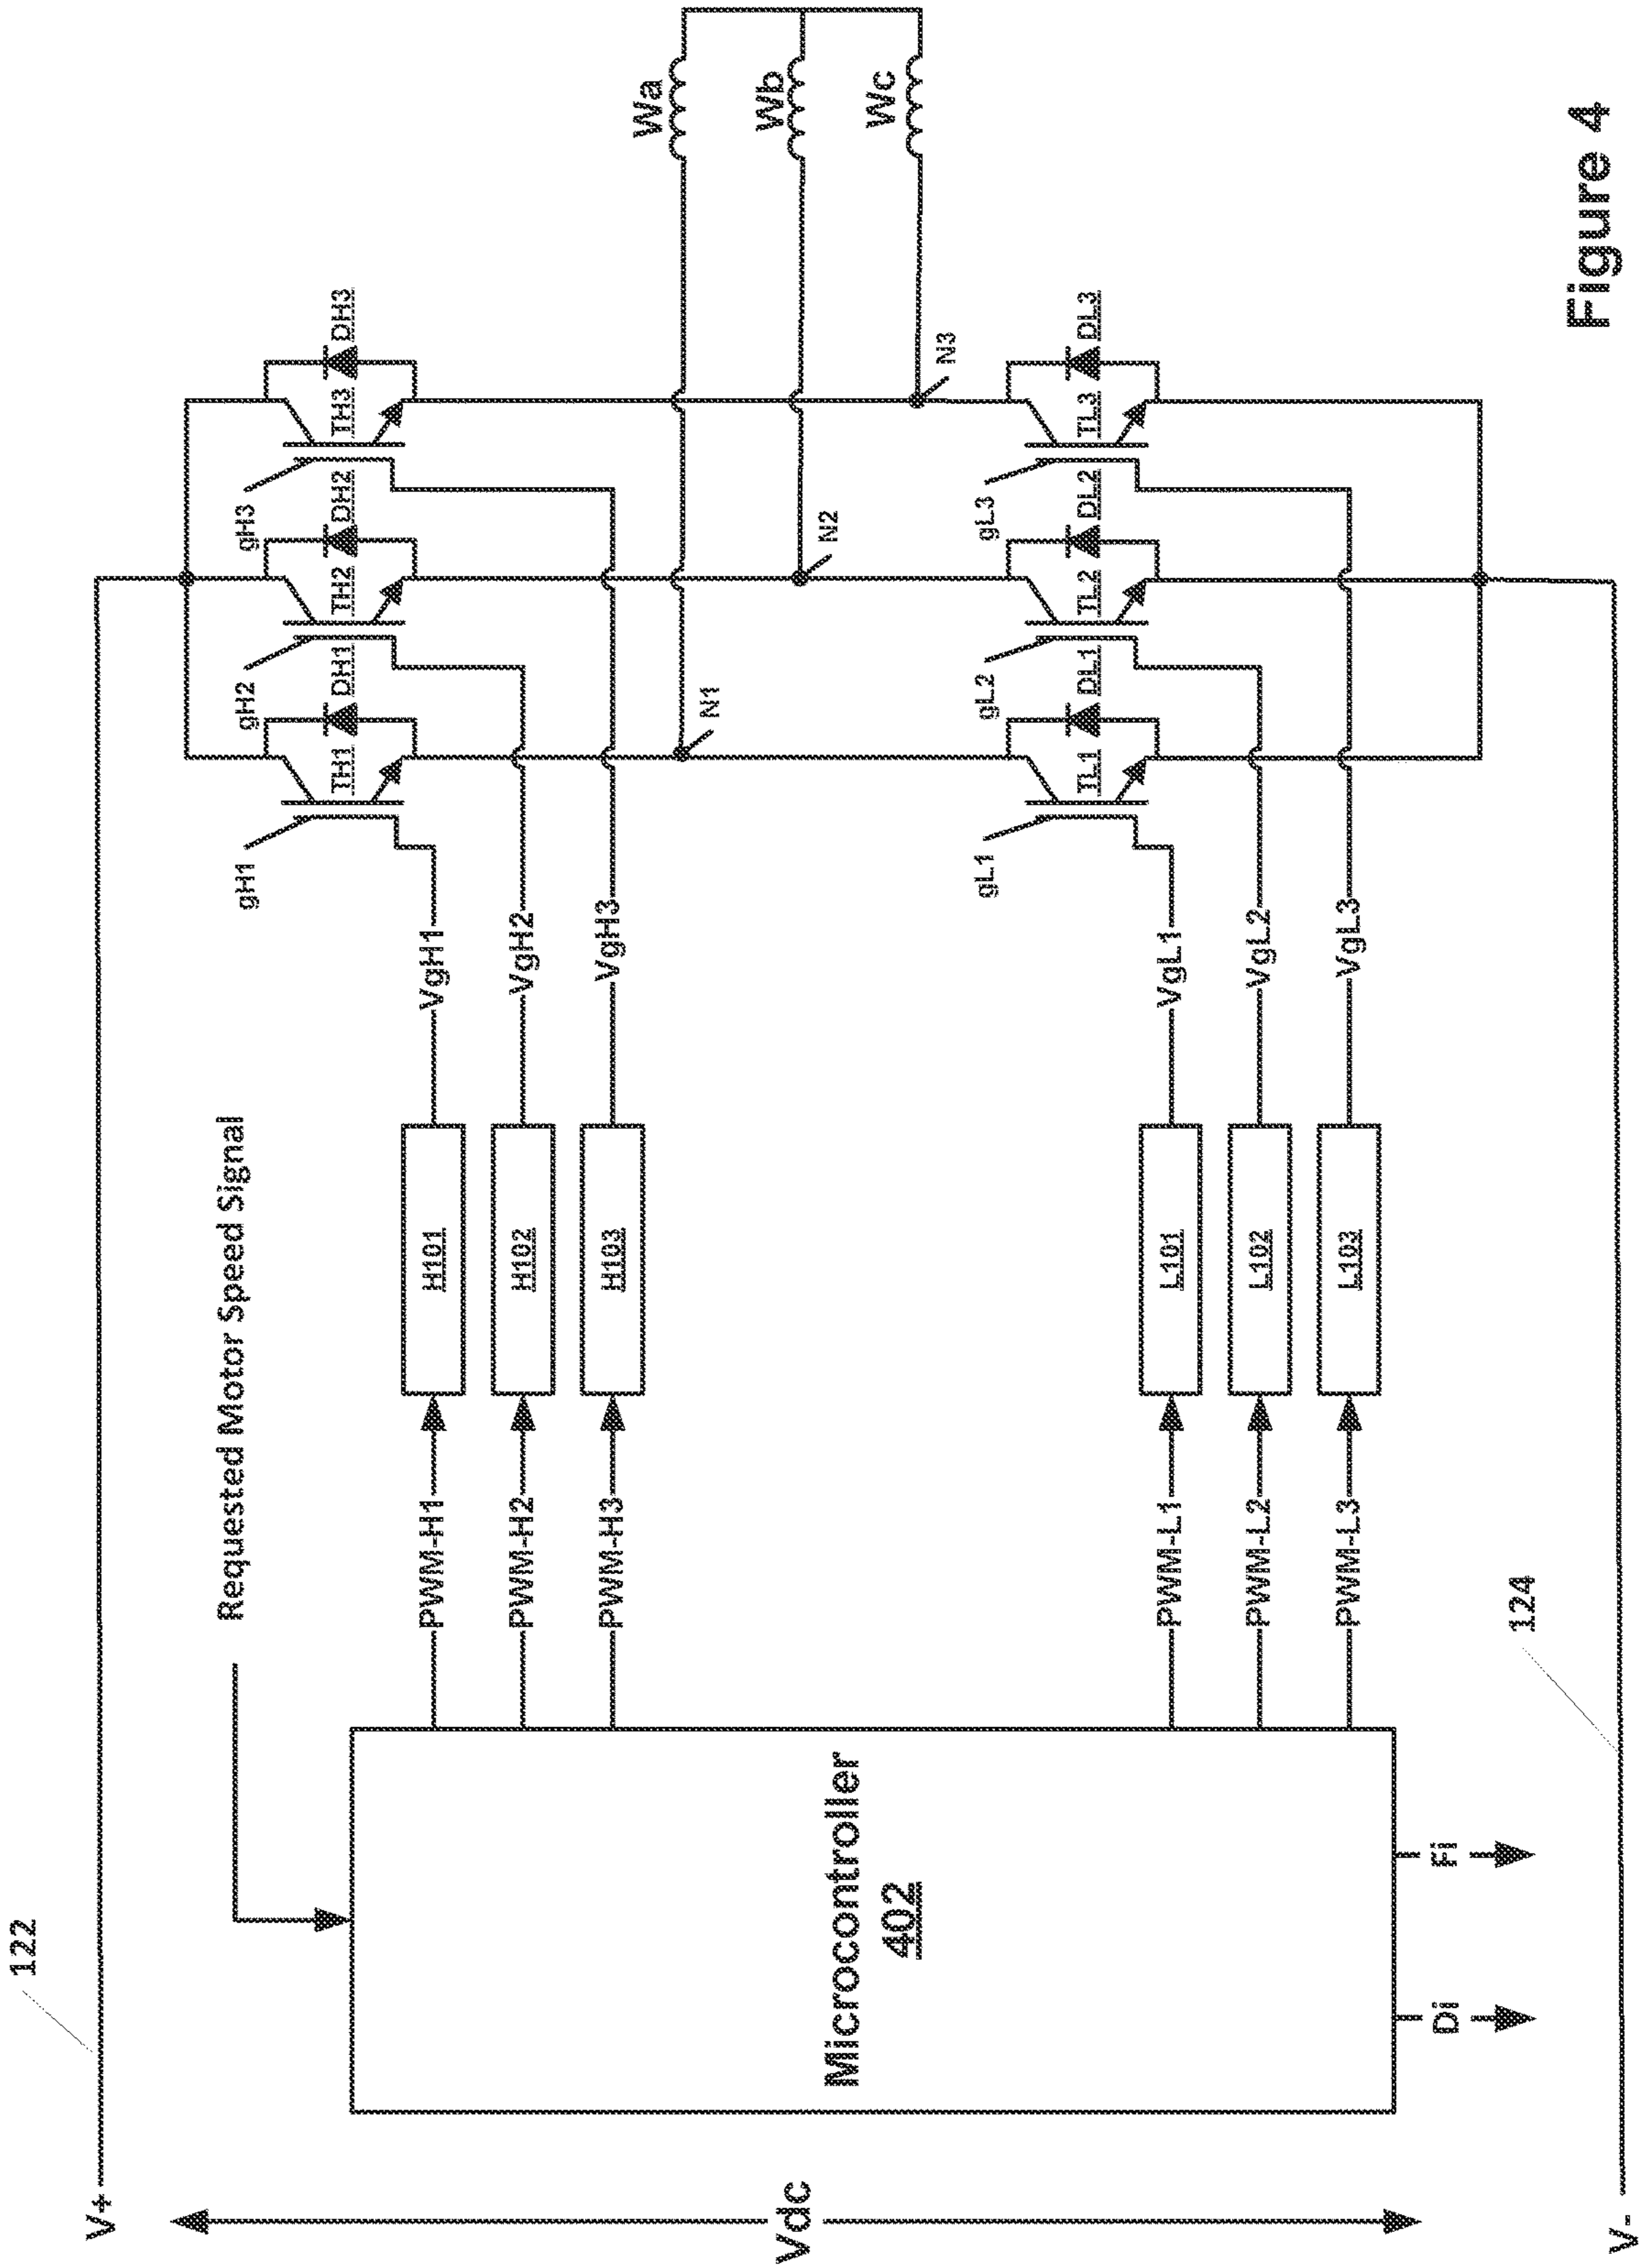 122
V+
Requested Motor Speed Signal
Vdc
Microcontroller
402
PWM-H1
PWM-H2
PWM-H3
H101
H102
H103
VgH1
VgH2
VgH3
gH1
TH1
DH1
gH2
TH2
DH2
gH3
TH3
DH3
N1
N2
N3
Wa
Wb
Wc
PWM-L1
PWM-L2
PWM-L3
L101
L102
L103
VgL1
VgL2
VgL3
gL1
TL1
DL1
gL2
TL2
DL2
gL3
TL3
DL3
Di
Fi
124
V-
Figure 4